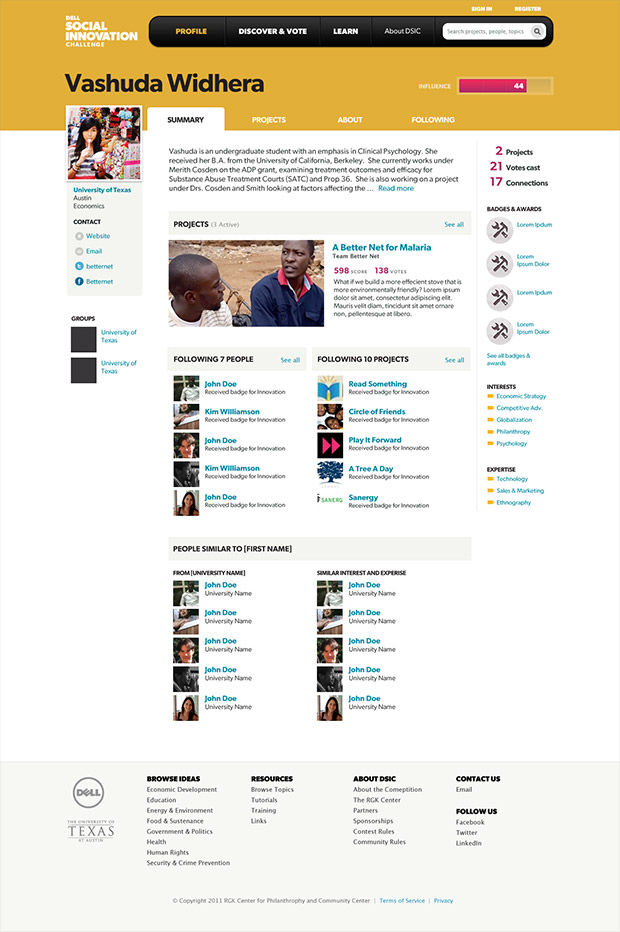 SIGN IN REGISTER
DELL
SOCIAL
INNOVATION
CHALLENGE
PROFILE DISCOVER & VOTE LEARN About DSIC Search projects, people, topics
Vashuda Widhera
INFLUENCE 44
SUMMARY PROJECTS ABOUT FOLLOWING
University of Texas
Austin
Economics
CONTACT
Website
Email
betternet
Betternet
GROUPS
University of
Texas
University of
Texas
Vashuda is an undergraduate student with an emphasis in Clinical Psychology. She
received her B.A. from the University of California, Berkeley. She currently works under
Merith Cosden on the ADP grant, examining treatment outcomes and efficacy for
Substance Abuse Treatment Courts (SATC) and Prop 36. She is also working on a project
under Drs. Cosden and Smith looking at factors affecting the ... Read more
PROJECTS (3 Active) See all
A Better Net for Malaria
Team Better Net
598 SCORE 138 VOTES
What if we build a more effecient stove that is
more environmentally friendly? Lorem ipsum
dolor sit amet, consectetur adipiscing elit.
Mauris velit diam, tincidunt sit amet ornare
non, pellentesque at libero.
FOLLOWING 7 PEOPLE See all
John Doe
Received badge for Innovation
Kim Williamson
Received badge for Innovation
John Doe
Received badge for Innovation
Kim Williamson
Received badge for Innovation
John Doe
Received badge for Innovation
FOLLOWING 10 PROJECTS See all
Read Something
Received badge for Innovation
Circle of Friends
Received badge for Innovation
Play It Forward
Received badge for Innovation
A Tree A Day
Received badge for Innovation
SANERG
Sanergy
Received badge for Innovation
PEOPLE SIMILAR TO [FIRST NAME]
FROM [UNIVERSITY NAME]
John Doe
University Name
John Doe
University Name
John Doe
University Name
John Doe
University Name
John Doe
University Name
SIMILAR INTEREST AND EXPERISE
John Doe
University Name
John Doe
University Name
John Doe
University Name
John Doe
University Name
John Doe
University Name
2 Projects
21 Votes cast
17 Connections
BADGES & AWARDS
Lorem Ipdum
Lorem
Ipsum Dolor
Lorem Ipdum
Lorem
Ipsum Dolor
See all badges &
awards
INTERESTS
Economic Strategy
Competitive Adv.
Globalization
Philanthropy
Psychology
EXPERTISE
Technology
Sales & Marketing
Ethnography
DELL
THE UNIVERSITY OF
TEXAS
AT AUSTIN
BROWSE IDEAS
Economic Development
Education
Energy & Environment
Food & Sustenance
Government & Politics
Health
Human Rights
Security & Crime Prevention
RESOURCES
Browse Topics
Tutorials
Training
Links
ABOUT DSIC
About the Comeptition
The RGK Center
Partners
Sponsorships
Contest Rules
Community Rules
CONTACT US
Email
FOLLOW US
Facebook
Twitter
LinkedIn
© Copyright 2011 RGK Center for Philanthrophy and Community Center | Terms of Service | Privacy